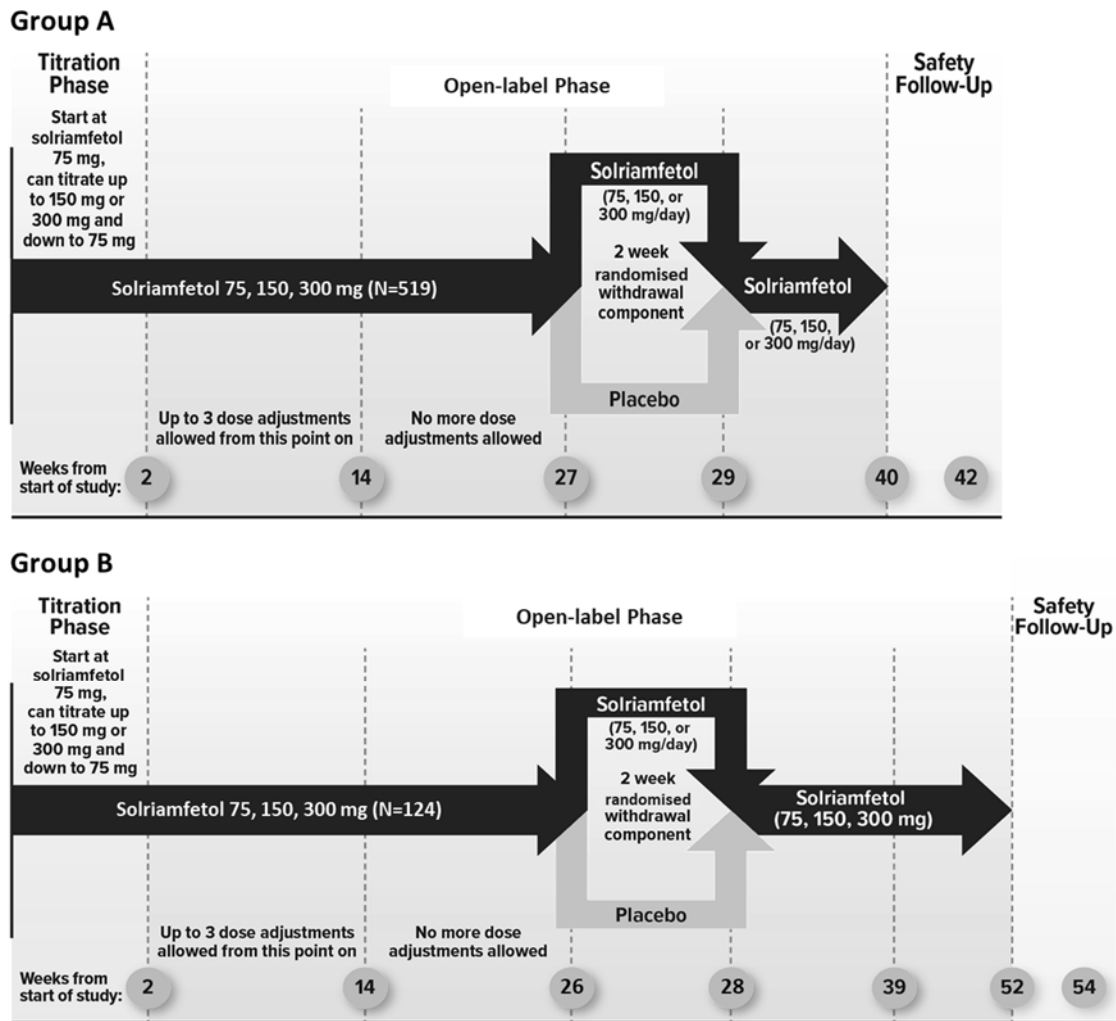 Group A
Titration
Phase
Open-label Phase
Safety
Follow-Up
Start at
solriamfetol
75 mg,
can titrate up
to 150 mg or
300 mg and
down to 75 mg
Solriamfetol 75, 150, 300 mg (N=519)
Solriamfetol
(75, 150, or
300 mg/day)
2 week
randomised
withdrawal
component
Placebo
Solriamfetol
(75, 150,
or 300 mg/day)
Up to 3 dose adjustments
allowed from this point on
No more dose
adjustments allowed
Weeks from
start of study:
2
14
27
29
40
42
Group B
Titration
Phase
Open-label Phase
Safety
Follow-Up
Start at
solriamfetol
75 mg,
can titrate up
to 150 mg or
300 mg and
down to 75 mg
Solriamfetol 75, 150, 300 mg (N=124)
Solriamfetol
(75, 150, or
300 mg/day)
2 week
randomised
withdrawal
component
Placebo
Solriamfetol
(75, 150, 300 mg)
Up to 3 dose adjustments
allowed from this point on
No more dose
adjustments allowed
Weeks from
start of study:
2
14
26
28
39
52
54